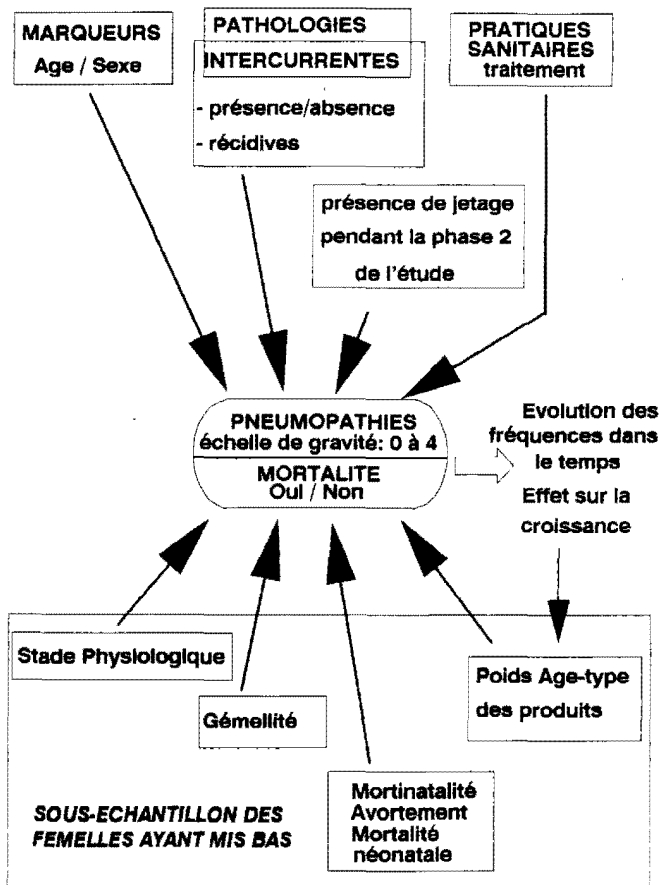 MARQUEURS
Age / Sexe
PATHOLOGIES
INTERCURRENTES
- présence/absence
- récidives
PRATIQUES
SANITAIRES
traitement
présence de jetage
pendant la phase 2
de l'étude
PNEUMOPATHIES
échelle de gravité: 0 à 4
MORTALITE
Oui / Non
Evolution des
fréquences dans
le temps
Effet sur la
croissance
Stade Physiologique
Gémellité
Mortinatalité
Avortement
Mortalité
néonatale
Poids Age-type
des produits
SOUS-ECHANTILLON DES
FEMELLES AYANT MIS BAS